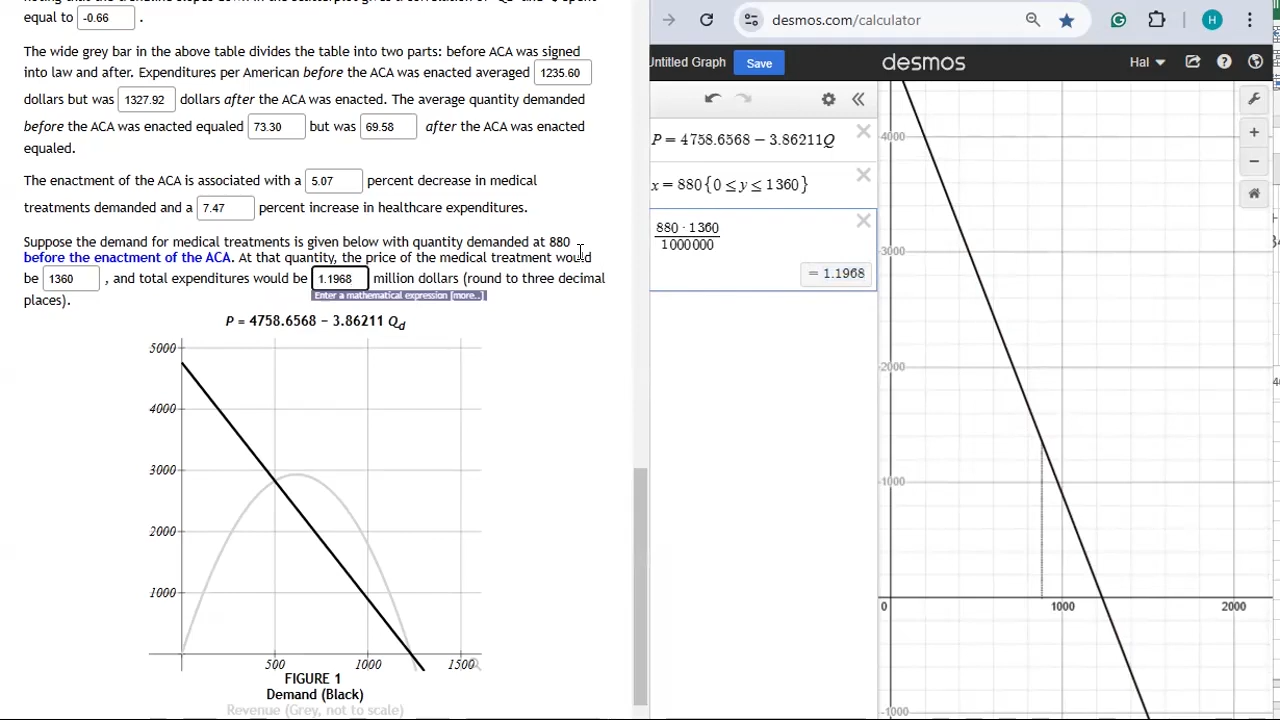 equal to -0.66 .
The wide grey bar in the above table divides the table into two parts: before ACA was signed
into law and after. Expenditures per American before the ACA was enacted averaged 1235.60
dollars but was 1327.92 dollars after the ACA was enacted. The average quantity demanded
before the ACA was enacted equaled 73.30 but was 69.58 after the ACA was enacted
equaled.
The enactment of the ACA is associated with a 5.07 percent decrease in medical
treatments demanded and a 7.47 percent increase in healthcare expenditures.
Suppose the demand for medical treatments is given below with quantity demanded at 880
before the enactment of the ACA. At that quantity, the price of the medical treatment would
be 1360 , and total expenditures would be 1.1968 million dollars (round to three decimal
Enter a mathematical expression [more..]
places).
P = 4758.6568 − 3.86211 Qd
5000
4000
3000
2000
1000
500 1000 1500
FIGURE 1
Demand (Black)
Revenue (Grey, not to scale)
desmos.com/calculator
H
Untitled Graph Save desmos Hal
P = 4758.6568 − 3.86211Q
x = 880{0 ≤ y ≤ 1360}
880 · 1360
1000000
= 1.1968
4000
3000
2000
1000
0 1000 2000
-1000